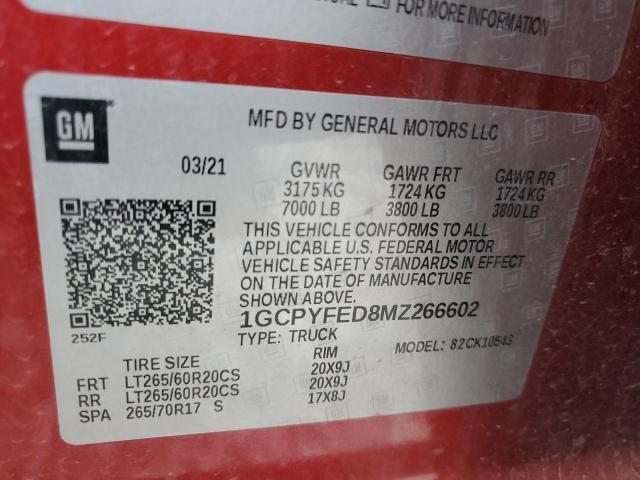 FOR MORE INFORMATION
GM
MFD BY GENERAL MOTORS LLC
03/21 GVWR GAWR FRT GAWR RR
3175 KG 1724 KG 1724 KG
7000 LB 3800 LB 3800 LB
THIS VEHICLE CONFORMS TO ALL
APPLICABLE U.S. FEDERAL MOTOR
VEHICLE SAFETY STANDARDS IN EFFECT
ON THE DATE OF MANUFACTURE
SHOWN ABOVE.
1GCPYFED8MZ266602
252F TYPE: TRUCK MODEL: 82CK10543
TIRE SIZE RIM
FRT LT265/60R20CS 20X9J
RR LT265/60R20CS 20X9J
SPA 265/70R17 S 17X8J